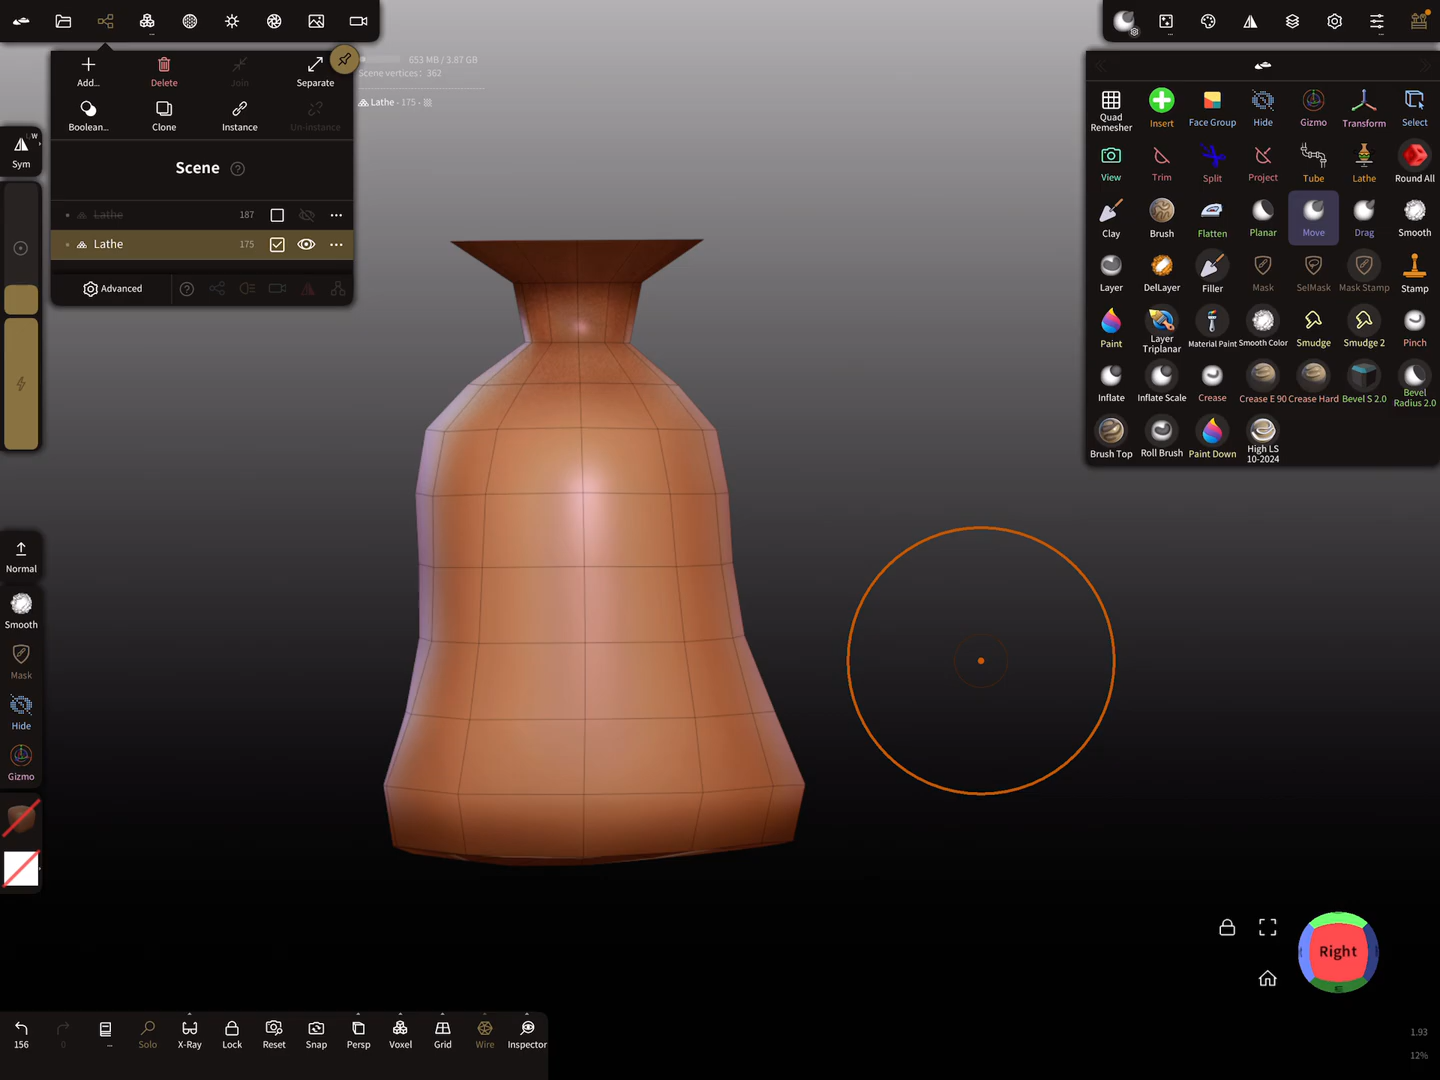 653 MB / 3.87 GB
Scene vertices: 362
Lathe - 175 -
Add...
Delete
Join
Separate
Boolean...
Clone
Instance
Un-instance
Scene ?
Lathe 187 ...
Lathe 175 ...
Advanced ?
W
Sym
Normal
Smooth
Mask
Hide
Gizmo
Quad Remesher
Insert
Face Group
Hide
Gizmo
Transform
Select
View
Trim
Split
Project
Tube
Lathe
Round All
Clay
Brush
Flatten
Planar
Move
Drag
Smooth
Layer
DelLayer
Filler
Mask
SelMask
Mask Stamp
Stamp
Paint
Layer Triplanar
Material Paint
Smooth Color
Smudge
Smudge 2
Pinch
Inflate
Inflate Scale
Crease
Crease E 90
Crease Hard
Bevel S 2.0
Bevel Radius 2.0
Brush Top
Roll Brush
Paint Down
High LS 10-2024
Right
156
0
...
Solo
X-Ray
Lock
Reset
Snap
Persp
Voxel
Grid
Wire
Inspector
1.93
12%